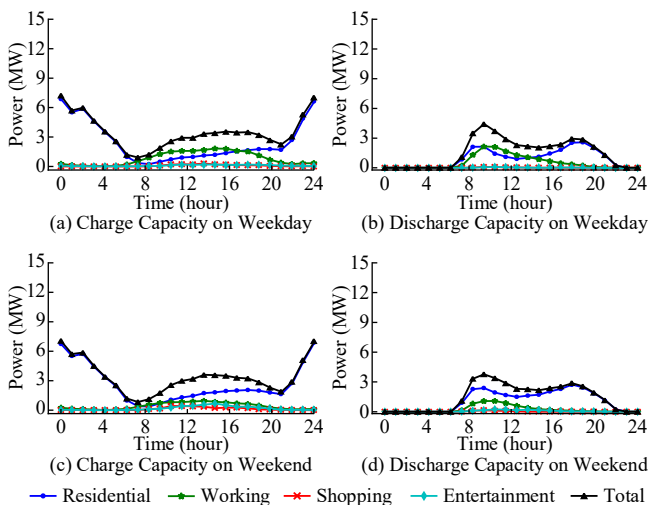 15
12
9
6
3
0
Power (MW)
0 4 8 12 16 20 24
Time (hour)
(a) Charge Capacity on Weekday
15
12
9
6
3
0
Power (MW)
0 4 8 12 16 20 24
Time (hour)
(b) Discharge Capacity on Weekday
15
12
9
6
3
0
Power (MW)
0 4 8 12 16 20 24
Time (hour)
(c) Charge Capacity on Weekend
15
12
9
6
3
0
Power (MW)
0 4 8 12 16 20 24
Time (hour)
(d) Discharge Capacity on Weekend
Residential Working Shopping Entertainment Total